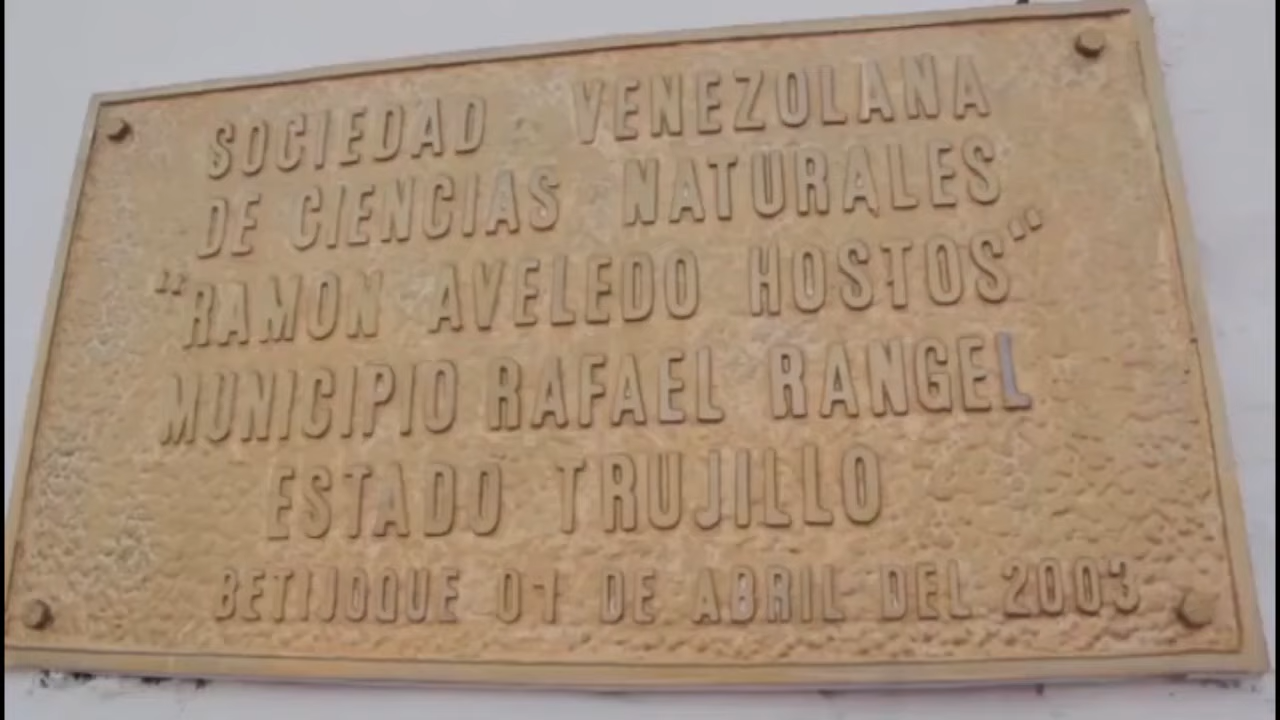 SOCIEDAD VENEZOLANA
DE CIENCIAS NATURALES
"RAMON AVELEDO HOSTOS"
MUNICIPIO RAFAEL RANGEL
ESTADO TRUJILLO
BETIJOQUE 01 DE ABRIL DEL 2003